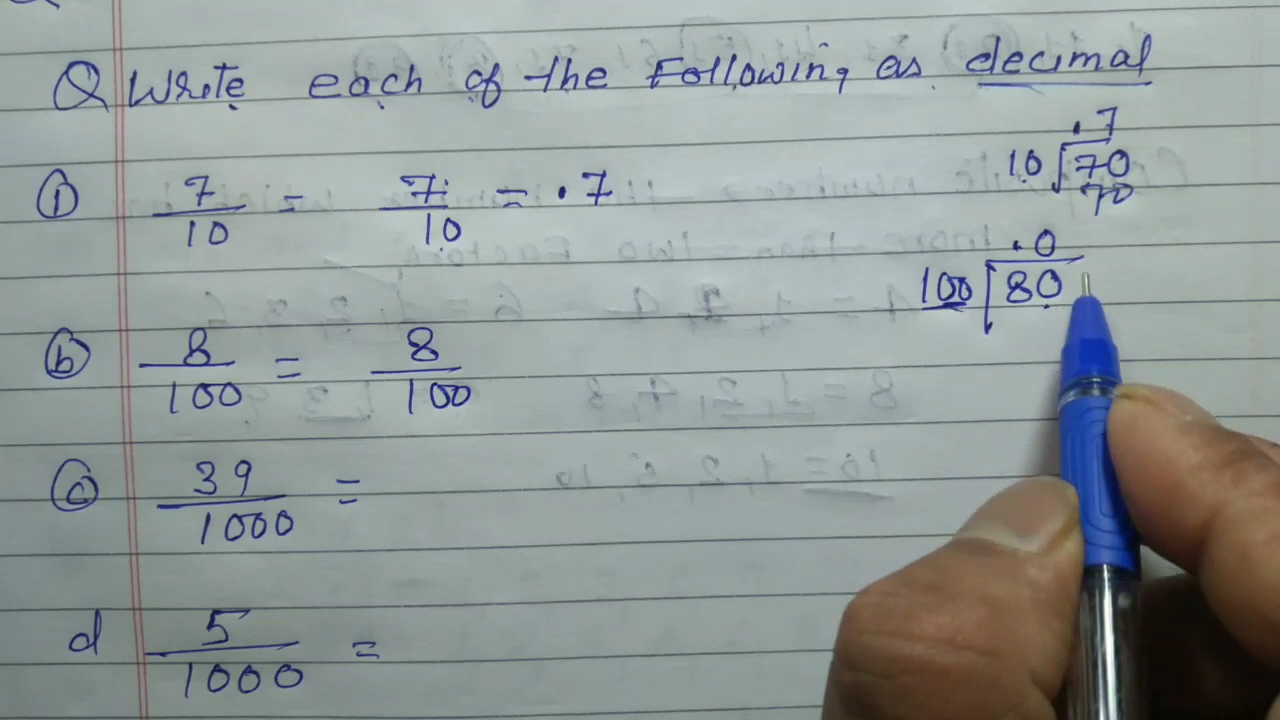 Q Write each of the Following as decimal
① 7/10 = 7/10 = .7
.7
10 70
70
ⓑ 8/100 = 8/100
.0
100 80
ⓒ 39/1000 =
d 5/1000 =